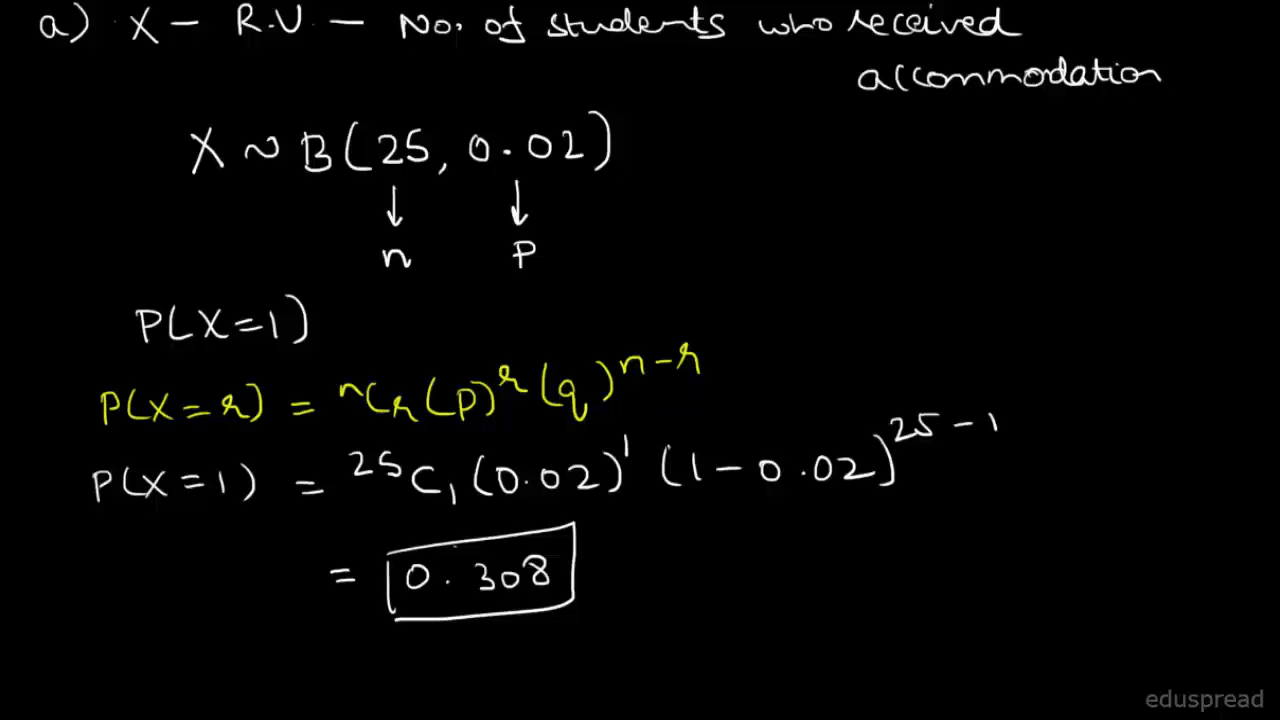 a) X – R.V. – No. of students who received
accommodation
X ~ B(25, 0.02)
↓ ↓
n P
P(X=1)
P(X=r) = ⁿCr (p)ʳ (q)ⁿ⁻ʳ
P(X=1) = ²⁵C₁ (0.02)¹ (1-0.02)²⁵⁻¹
= 0.308
eduspread